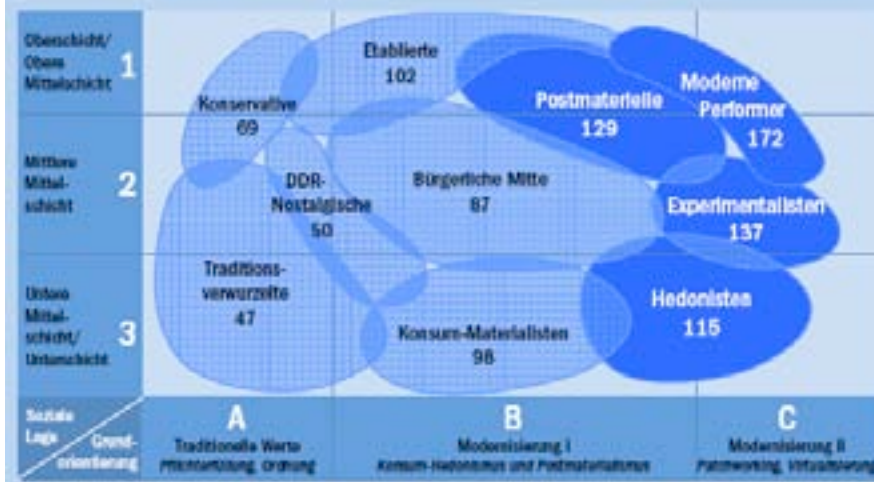 Oberschicht/
Obere
Mittelschicht
1
Mittlere
Mittel-
schicht
2
Untere
Mittel-
schicht/
Unterschicht
3
Etablierte
102
Konservative
69
Postmaterielle
129
Moderne
Performer
172
DDR-
Nostalgische
50
Bürgerliche Mitte
87
Experimentalisten
137
Traditions-
verwurzelte
47
Konsum-Materialisten
98
Hedonisten
115
Soziale
Lage
Grund-
orientierung
A
Traditionelle Werte
Pflichterfüllung, Ordnung
B
Modernisierung I
Konsum-Hedonismus und Postmaterialismus
C
Modernisierung II
Patchworking, Virtualisierung